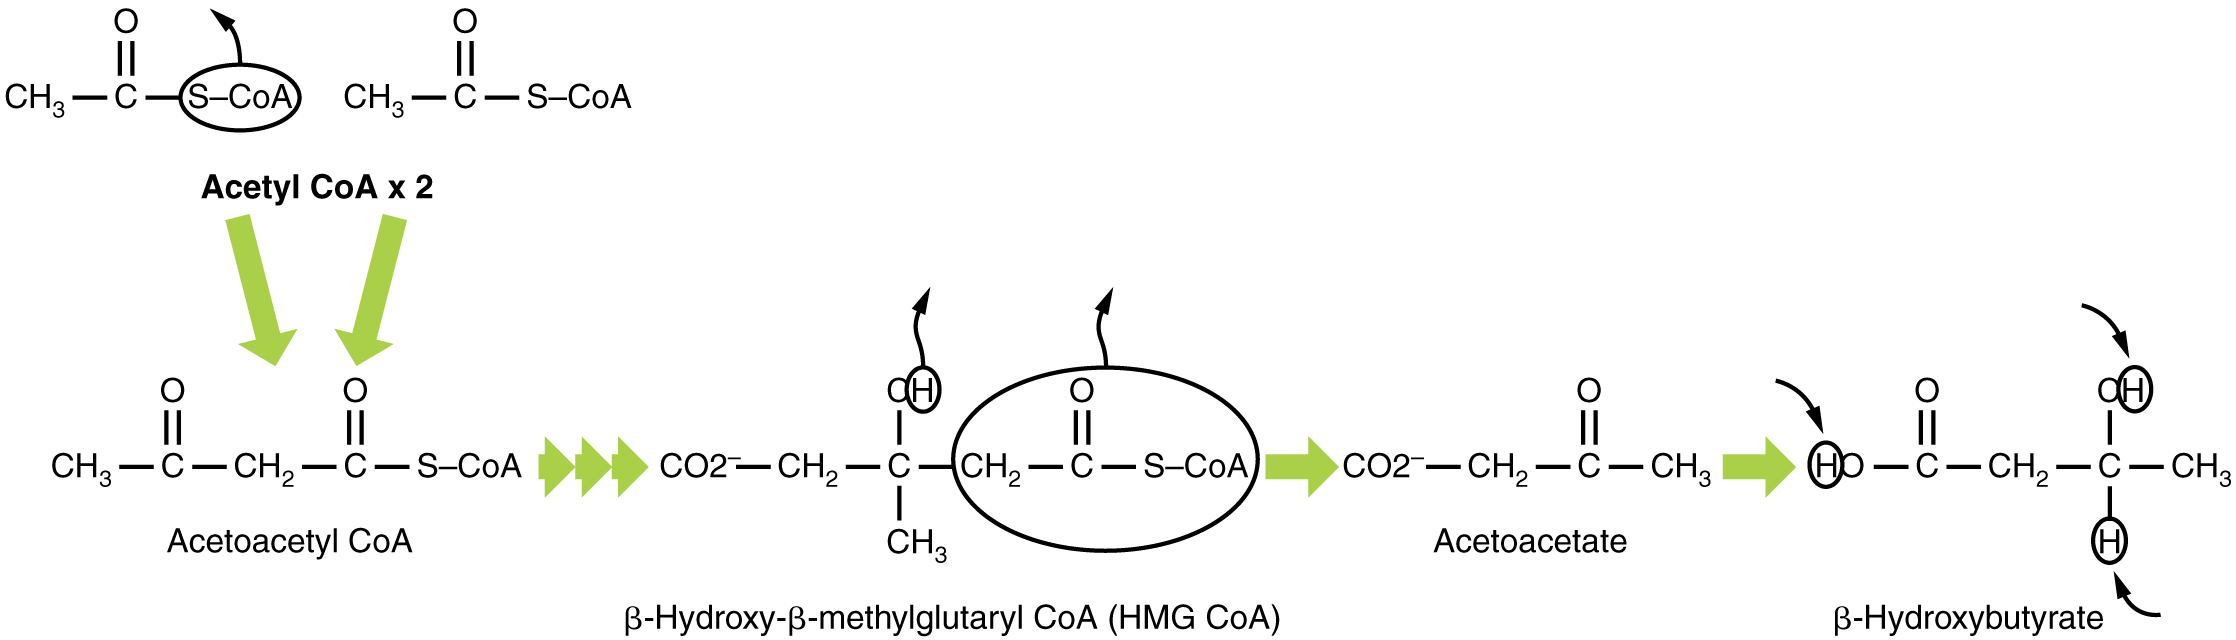 O O
CH₃ C S–CoA CH₃ C S–CoA
Acetyl CoA x 2
O O OH O O O OH
CH₃ C CH₂ C S–CoA CO2⁻ CH₂ C CH₂ C S–CoA CO2⁻ CH₂ C CH₃ HO C CH₂ C CH₃
CH₃ H
Acetoacetyl CoA Acetoacetate
β-Hydroxy-β-methylglutaryl CoA (HMG CoA) β-Hydroxybutyrate